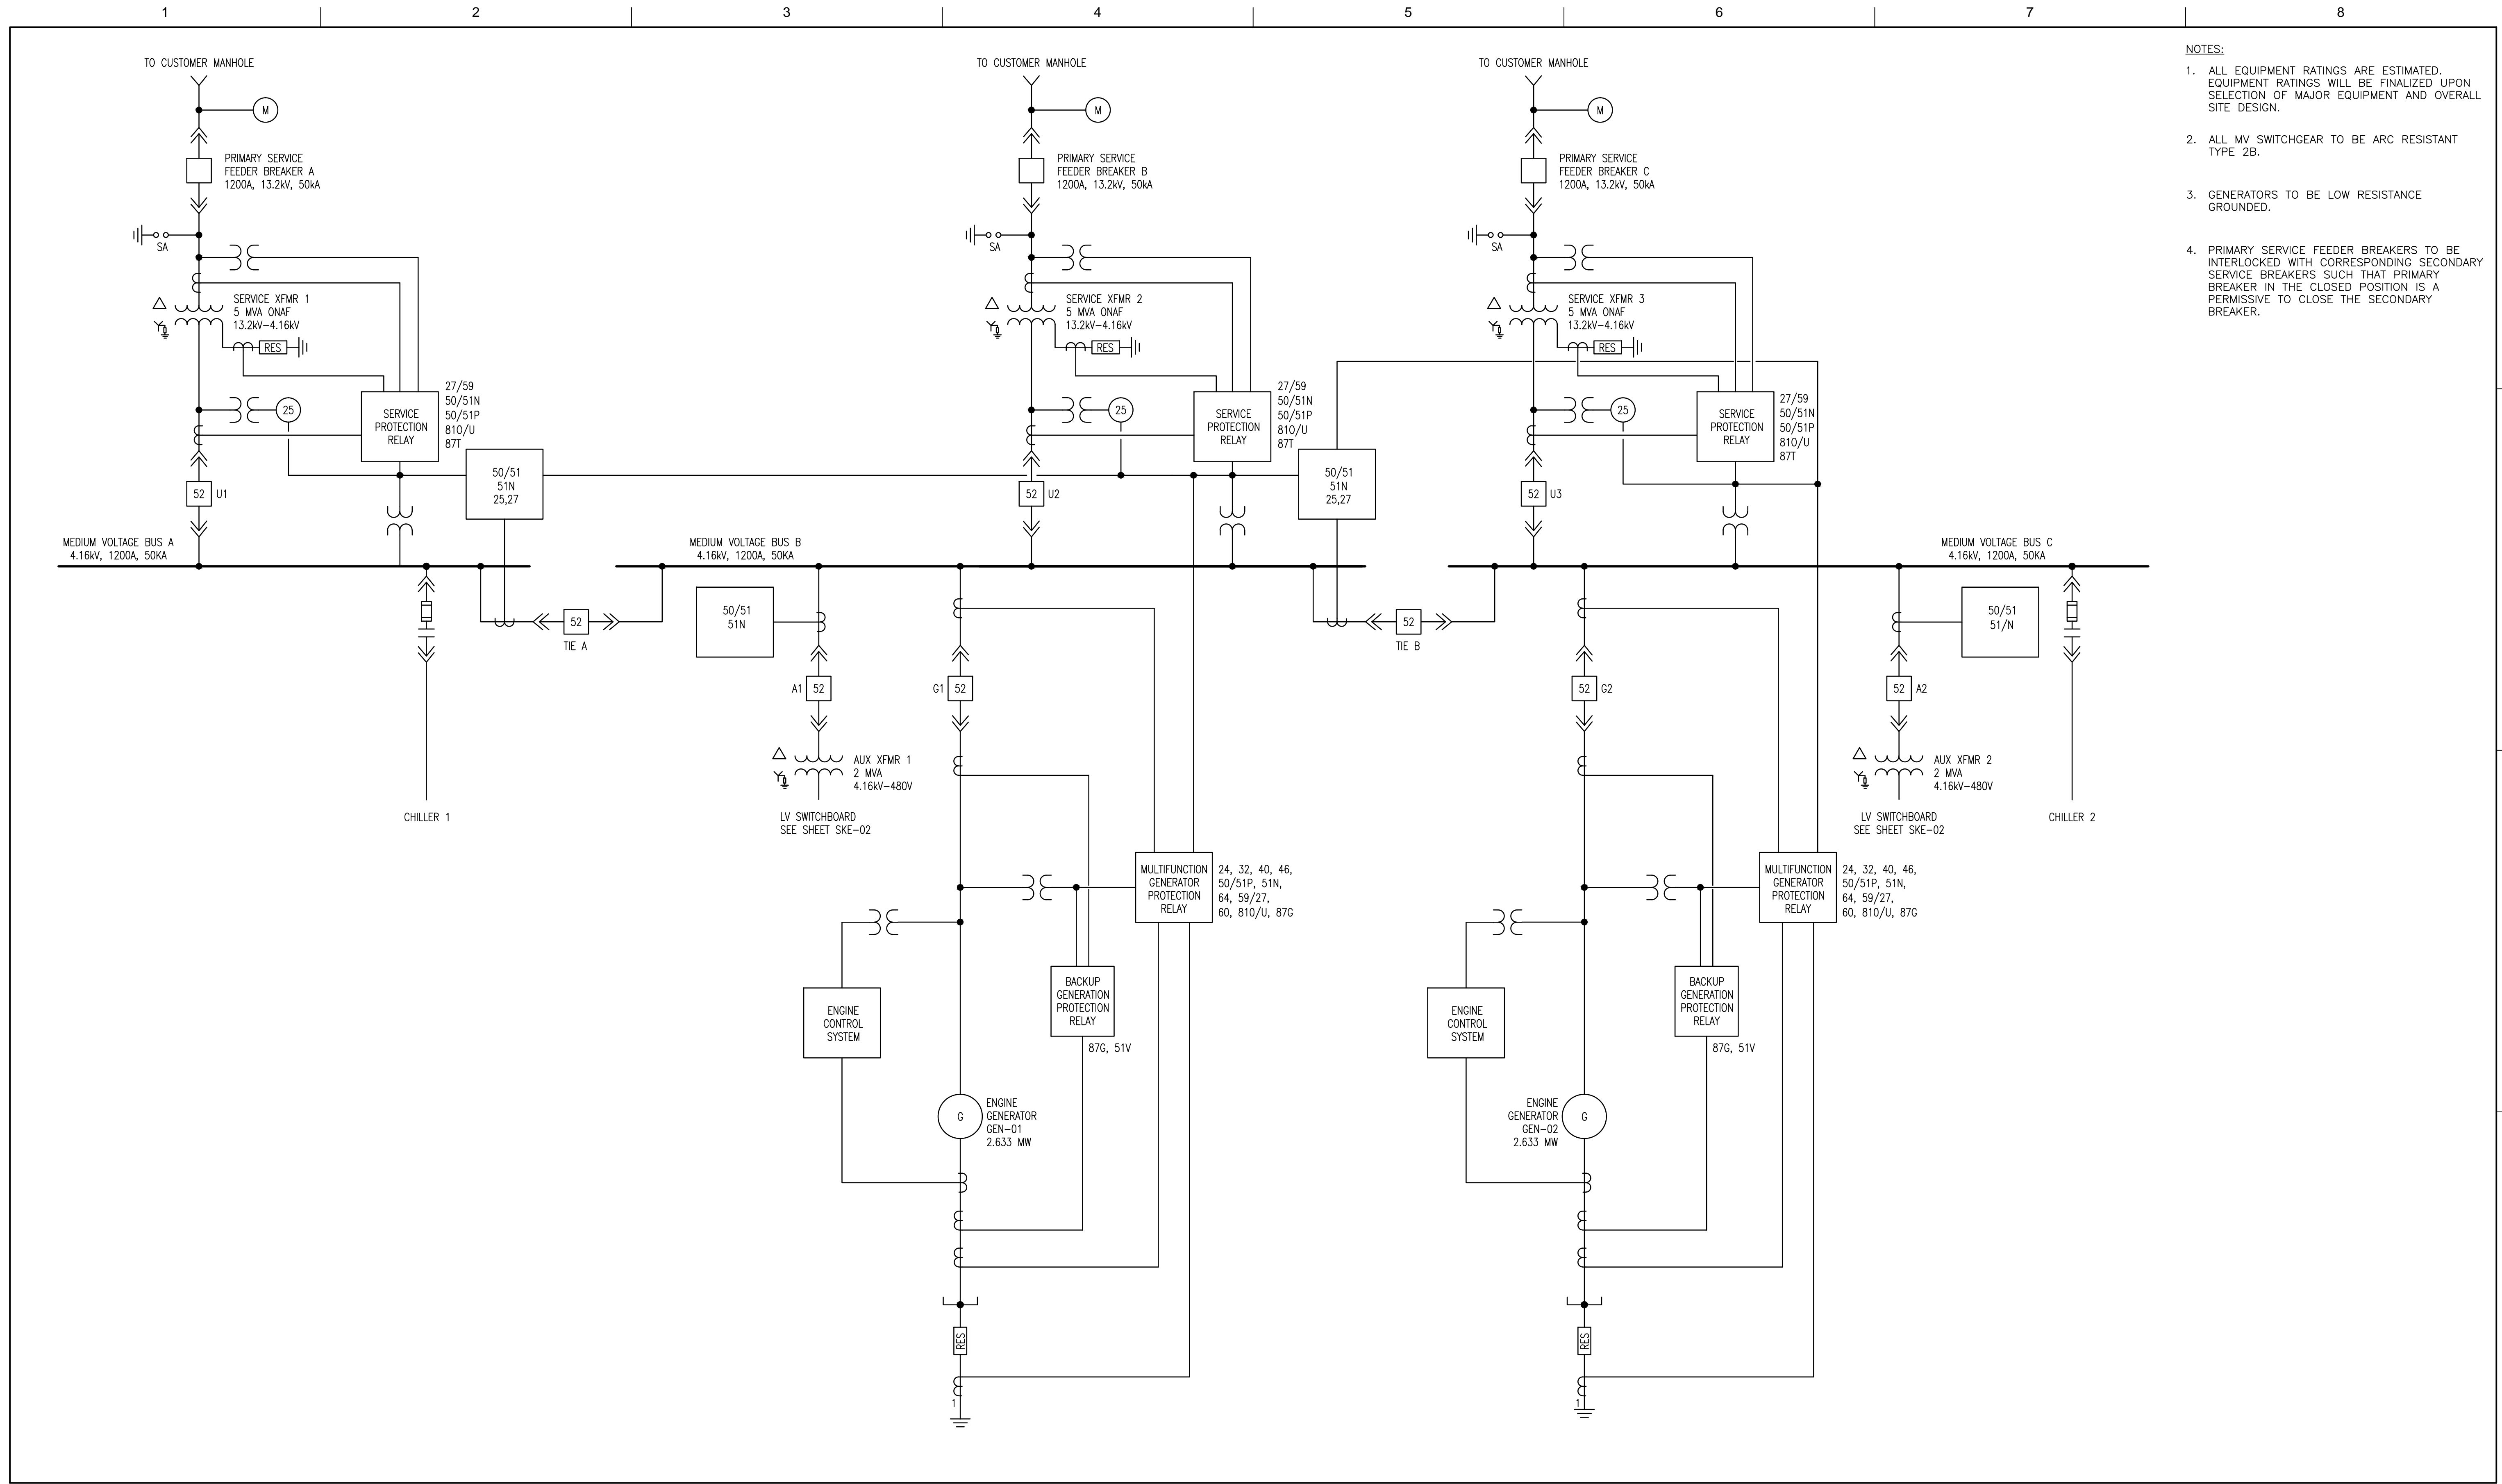 1
2
3
4
5
6
7
8
TO CUSTOMER MANHOLE
M
PRIMARY SERVICE
FEEDER BREAKER A
1200A, 13.2kV, 50kA
SA
SERVICE XFMR 1
5 MVA ONAF
13.2kV-4.16kV
RES
25
SERVICE
PROTECTION
RELAY
27/59
50/51N
50/51P
810/U
87T
52
U1
50/51
51N
25,27
MEDIUM VOLTAGE BUS A
4.16kV, 1200A, 50KA
CHILLER 1
52
TIE A
TO CUSTOMER MANHOLE
M
PRIMARY SERVICE
FEEDER BREAKER B
1200A, 13.2kV, 50kA
SA
SERVICE XFMR 2
5 MVA ONAF
13.2kV-4.16kV
RES
25
SERVICE
PROTECTION
RELAY
27/59
50/51N
50/51P
810/U
87T
52
U2
50/51
51N
25,27
MEDIUM VOLTAGE BUS B
4.16kV, 1200A, 50KA
50/51
51N
A1
52
AUX XFMR 1
2 MVA
4.16kV-480V
LV SWITCHBOARD
SEE SHEET SKE-02
G1
52
MULTIFUNCTION
GENERATOR
PROTECTION
RELAY
24, 32, 40, 46,
50/51P, 51N,
64, 59/27,
60, 810/U, 87G
BACKUP
GENERATION
PROTECTION
RELAY
87G, 51V
ENGINE
CONTROL
SYSTEM
G
ENGINE
GENERATOR
GEN-01
2.633 MW
RES
1
52
TIE B
TO CUSTOMER MANHOLE
M
PRIMARY SERVICE
FEEDER BREAKER C
1200A, 13.2kV, 50kA
SA
SERVICE XFMR 3
5 MVA ONAF
13.2kV-4.16kV
RES
25
SERVICE
PROTECTION
RELAY
27/59
50/51N
50/51P
810/U
87T
52
U3
MEDIUM VOLTAGE BUS C
4.16kV, 1200A, 50KA
52
G2
MULTIFUNCTION
GENERATOR
PROTECTION
RELAY
24, 32, 40, 46,
50/51P, 51N,
64, 59/27,
60, 810/U, 87G
BACKUP
GENERATION
PROTECTION
RELAY
87G, 51V
ENGINE
CONTROL
SYSTEM
ENGINE
GENERATOR
GEN-02
2.633 MW
G
RES
1
50/51
51/N
52
A2
AUX XFMR 2
2 MVA
4.16kV-480V
LV SWITCHBOARD
SEE SHEET SKE-02
CHILLER 2
NOTES:
1. ALL EQUIPMENT RATINGS ARE ESTIMATED.
EQUIPMENT RATINGS WILL BE FINALIZED UPON
SELECTION OF MAJOR EQUIPMENT AND OVERALL
SITE DESIGN.
2. ALL MV SWITCHGEAR TO BE ARC RESISTANT
TYPE 2B.
3. GENERATORS TO BE LOW RESISTANCE
GROUNDED.
4. PRIMARY SERVICE FEEDER BREAKERS TO BE
INTERLOCKED WITH CORRESPONDING SECONDARY
SERVICE BREAKERS SUCH THAT PRIMARY
BREAKER IN THE CLOSED POSITION IS A
PERMISSIVE TO CLOSE THE SECONDARY
BREAKER.